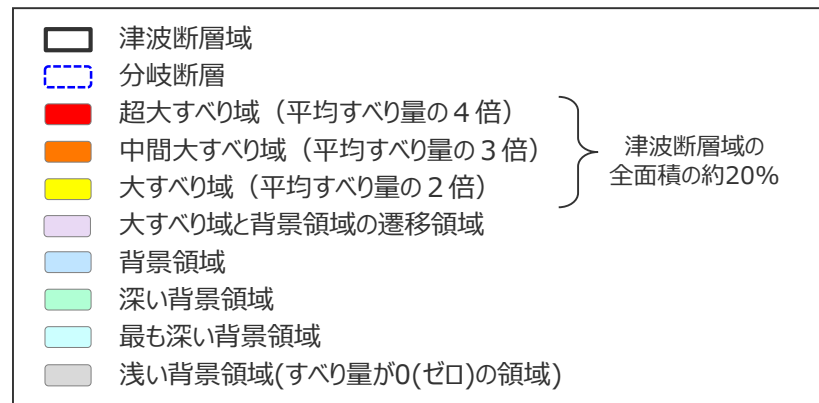 津波断層域
分岐断層
超大すべり域（平均すべり量の４倍）
中間大すべり域（平均すべり量の３倍）
大すべり域（平均すべり量の２倍）
津波断層域の
全面積の約20%
大すべり域と背景領域の遷移領域
背景領域
深い背景領域
最も深い背景領域
浅い背景領域(すべり量が0(ゼロ)の領域)